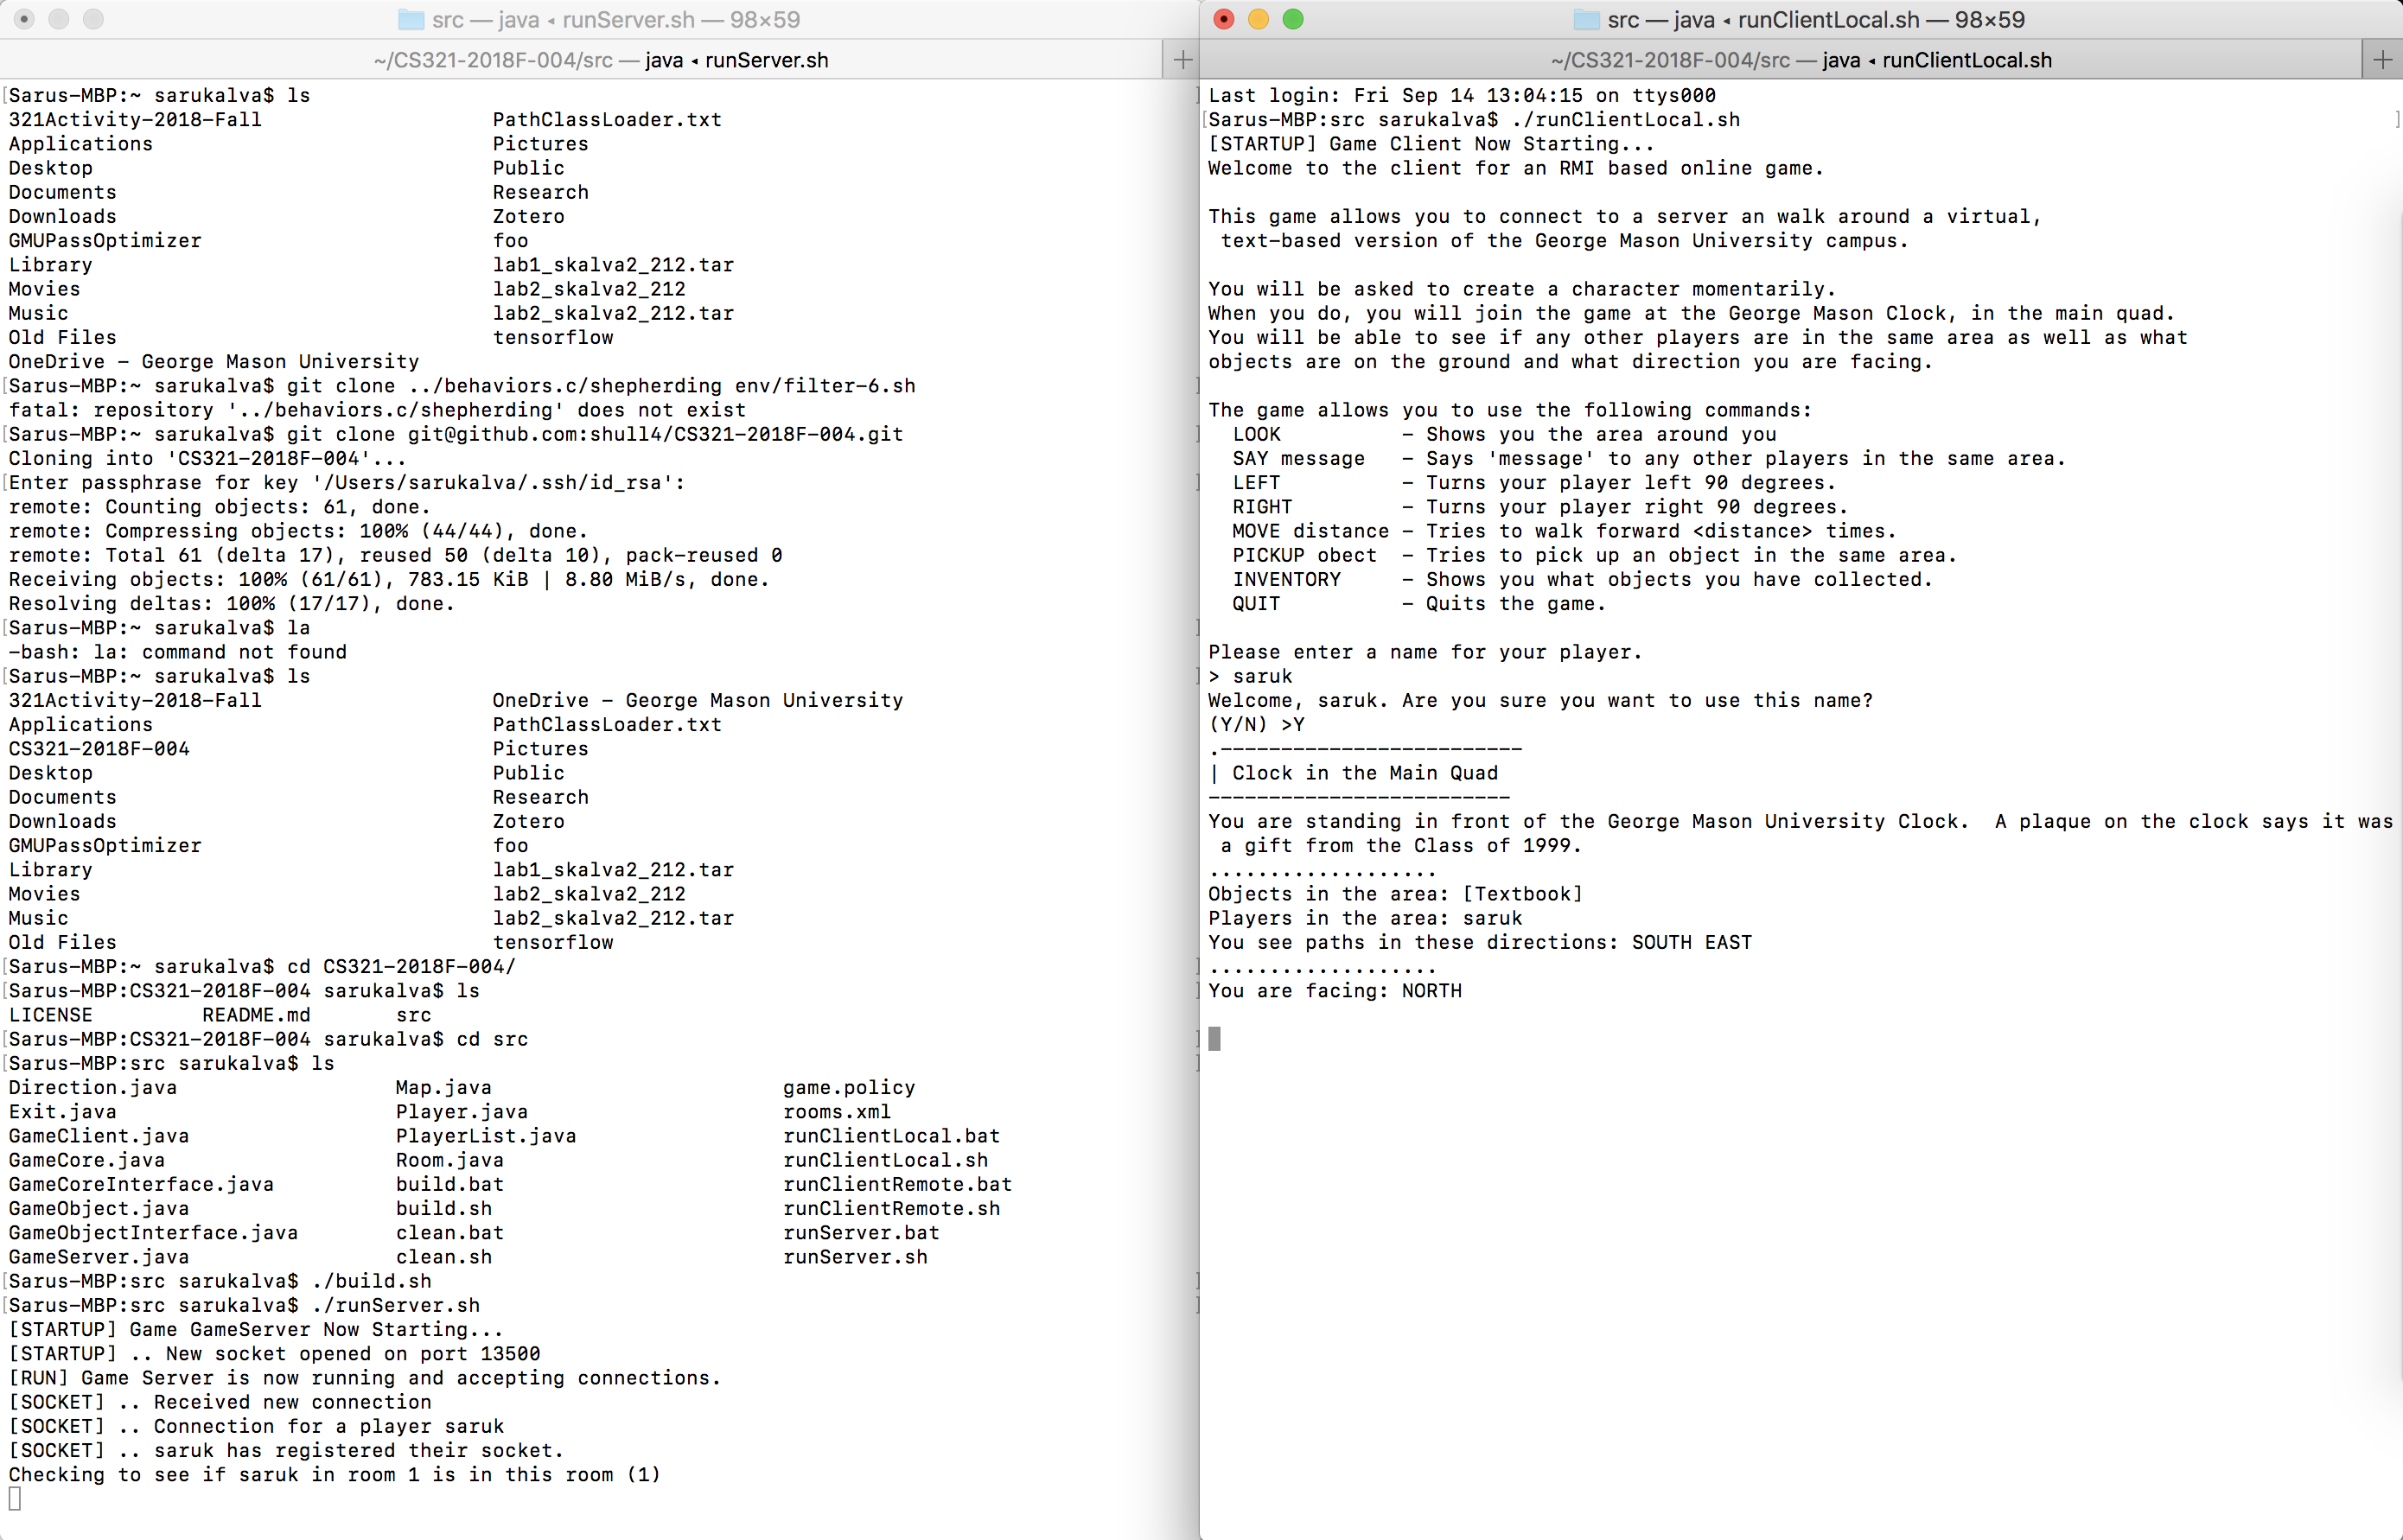 src — java ◂ runServer.sh — 98×59
~/CS321-2018F-004/src — java ◂ runServer.sh
[Sarus-MBP:~ sarukalva$ ls
321Activity-2018-Fall PathClassLoader.txt
Applications Pictures
Desktop Public
Documents Research
Downloads Zotero
GMUPassOptimizer foo
Library lab1_skalva2_212.tar
Movies lab2_skalva2_212
Music lab2_skalva2_212.tar
Old Files tensorflow
OneDrive - George Mason University
[Sarus-MBP:~ sarukalva$ git clone ../behaviors.c/shepherding env/filter-6.sh
fatal: repository '../behaviors.c/shepherding' does not exist
[Sarus-MBP:~ sarukalva$ git clone git@github.com:shull4/CS321-2018F-004.git
Cloning into 'CS321-2018F-004'...
[Enter passphrase for key '/Users/sarukalva/.ssh/id_rsa':
remote: Counting objects: 61, done.
remote: Compressing objects: 100% (44/44), done.
remote: Total 61 (delta 17), reused 50 (delta 10), pack-reused 0
Receiving objects: 100% (61/61), 783.15 KiB | 8.80 MiB/s, done.
Resolving deltas: 100% (17/17), done.
[Sarus-MBP:~ sarukalva$ la
-bash: la: command not found
[Sarus-MBP:~ sarukalva$ ls
321Activity-2018-Fall OneDrive - George Mason University
Applications PathClassLoader.txt
CS321-2018F-004 Pictures
Desktop Public
Documents Research
Downloads Zotero
GMUPassOptimizer foo
Library lab1_skalva2_212.tar
Movies lab2_skalva2_212
Music lab2_skalva2_212.tar
Old Files tensorflow
[Sarus-MBP:~ sarukalva$ cd CS321-2018F-004/
[Sarus-MBP:CS321-2018F-004 sarukalva$ ls
LICENSE README.md src
[Sarus-MBP:CS321-2018F-004 sarukalva$ cd src
[Sarus-MBP:src sarukalva$ ls
Direction.java Map.java game.policy
Exit.java Player.java rooms.xml
GameClient.java PlayerList.java runClientLocal.bat
GameCore.java Room.java runClientLocal.sh
GameCoreInterface.java build.bat runClientRemote.bat
GameObject.java build.sh runClientRemote.sh
GameObjectInterface.java clean.bat runServer.bat
GameServer.java clean.sh runServer.sh
[Sarus-MBP:src sarukalva$ ./build.sh
[Sarus-MBP:src sarukalva$ ./runServer.sh
[STARTUP] Game GameServer Now Starting...
[STARTUP] .. New socket opened on port 13500
[RUN] Game Server is now running and accepting connections.
[SOCKET] .. Received new connection
[SOCKET] .. Connection for a player saruk
[SOCKET] .. saruk has registered their socket.
Checking to see if saruk in room 1 is in this room (1)
src — java ◂ runClientLocal.sh — 98×59
~/CS321-2018F-004/src — java ◂ runClientLocal.sh
Last login: Fri Sep 14 13:04:15 on ttys000
[Sarus-MBP:src sarukalva$ ./runClientLocal.sh ]
[STARTUP] Game Client Now Starting...
Welcome to the client for an RMI based online game.
This game allows you to connect to a server an walk around a virtual,
text-based version of the George Mason University campus.
You will be asked to create a character momentarily.
When you do, you will join the game at the George Mason Clock, in the main quad.
You will be able to see if any other players are in the same area as well as what
objects are on the ground and what direction you are facing.
The game allows you to use the following commands:
LOOK - Shows you the area around you
SAY message - Says 'message' to any other players in the same area.
LEFT - Turns your player left 90 degrees.
RIGHT - Turns your player right 90 degrees.
MOVE distance - Tries to walk forward <distance> times.
PICKUP obect - Tries to pick up an object in the same area.
INVENTORY - Shows you what objects you have collected.
QUIT - Quits the game.
Please enter a name for your player.
> saruk
Welcome, saruk. Are you sure you want to use this name?
(Y/N) >Y
.-------------------------
| Clock in the Main Quad
-------------------------
You are standing in front of the George Mason University Clock.  A plaque on the clock says it was
a gift from the Class of 1999.
...................
Objects in the area: [Textbook]
Players in the area: saruk
You see paths in these directions: SOUTH EAST
...................
You are facing: NORTH